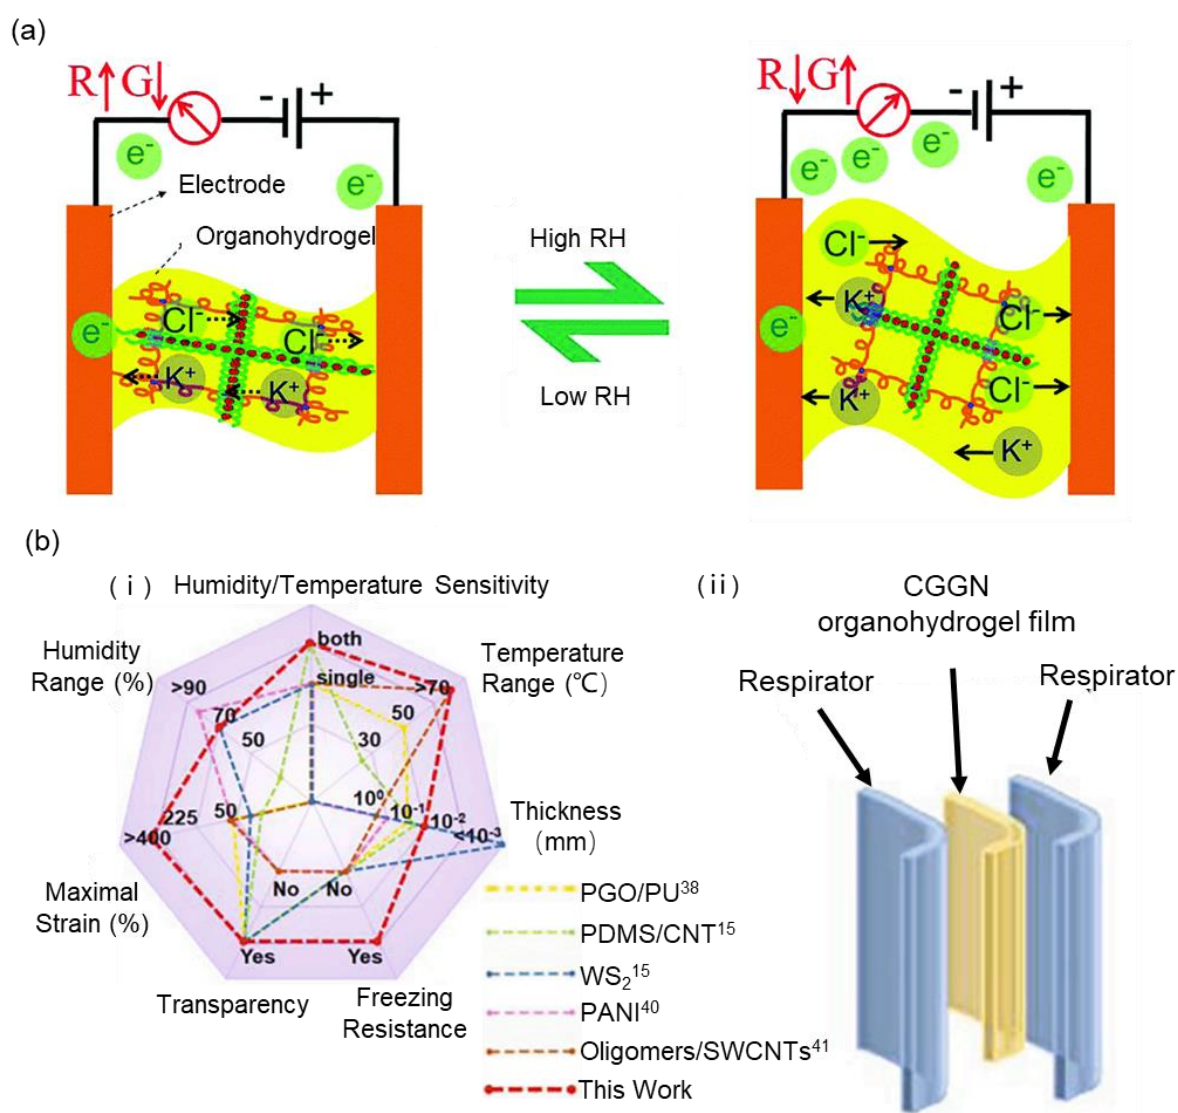 (a)
R↑ G↓
- +
e⁻
e⁻
Electrode
Organohydrogel
Cl⁻
Cl⁻
e⁻
K⁺
K⁺
High RH
Low RH
R↓ G↑
- +
e⁻
e⁻
e⁻
e⁻
Cl⁻
K⁺
Cl⁻
e⁻
Cl⁻
K⁺
K⁺
(b)
(i)
Humidity/Temperature Sensitivity
both
single
Humidity
Range (%)
>90
70
50
Temperature
Range (℃)
>70
50
30
Thickness
(mm)
10⁰
10⁻¹
10⁻²
<10⁻³
50
225
>400
Maximal
Strain (%)
No
No
Yes
Yes
Transparency
Freezing
Resistance
PGO/PU³⁸
PDMS/CNT¹⁵
WS₂¹⁵
PANI⁴⁰
Oligomers/SWCNTs⁴¹
This Work
(ii)
CGGN
organohydrogel film
Respirator
Respirator